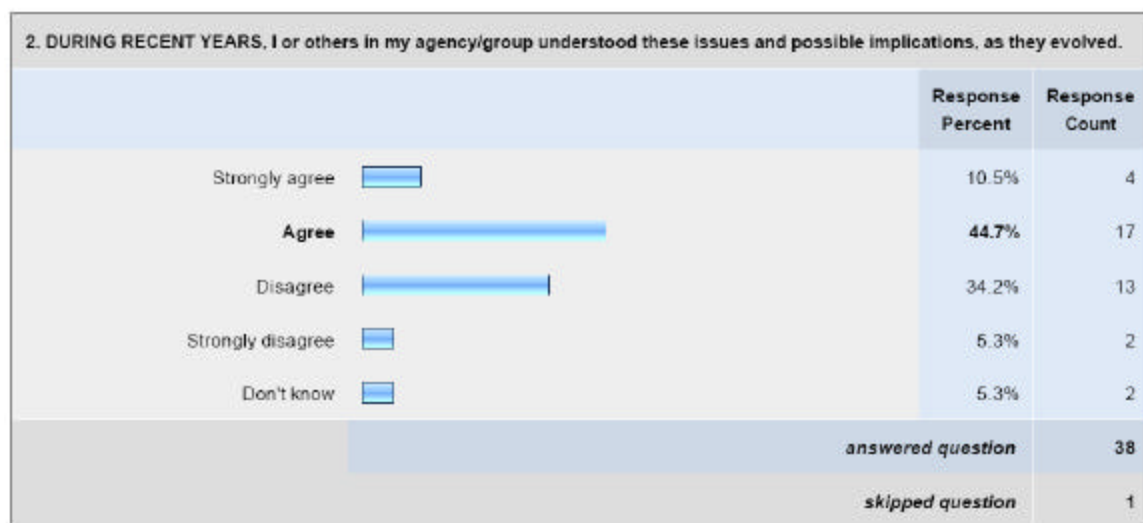 2. DURING RECENT YEARS, I or others in my agency/group understood these issues and possible implications, as they evolved.
Response Percent Response Count
Strongly agree 10.5% 4
Agree 44.7% 17
Disagree 34.2% 13
Strongly disagree 5.3% 2
Don't know 5.3% 2
answered question 38
skipped question 1